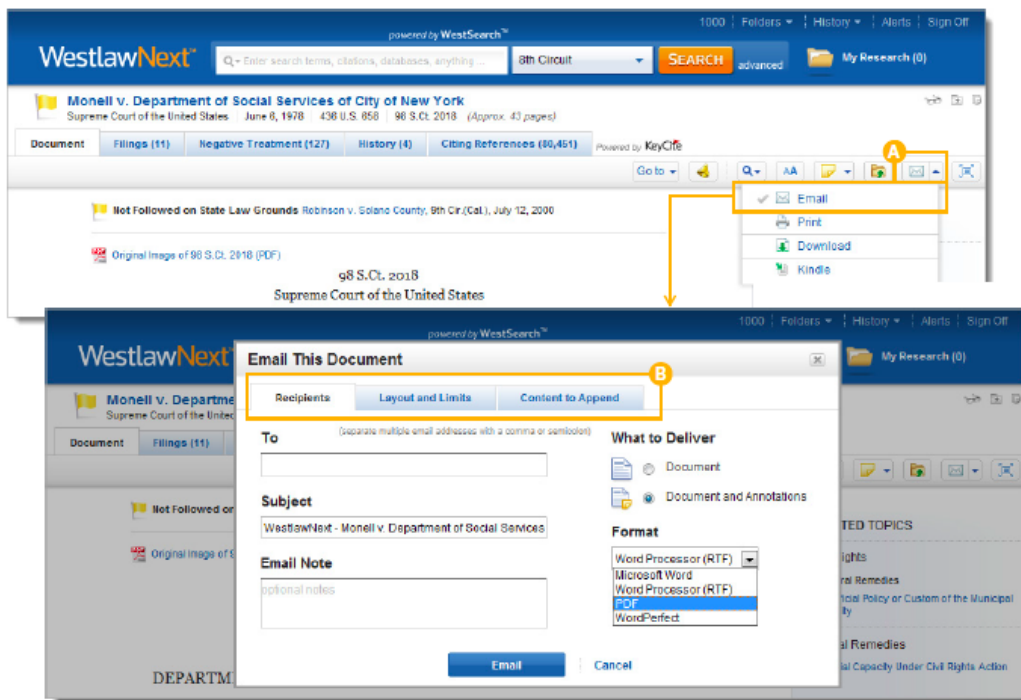 1000 Folders History Alerts Sign Off
powered by WestSearch™
WestlawNext™ Enter search terms, citations, databases, anything ... 8th Circuit SEARCH advanced My Research (0)
Monell v. Department of Social Services of City of New York
Supreme Court of the United States June 6, 1978 436 U.S. 658 98 S.Ct. 2018 (Approx. 43 pages)
Document Filings (11) Negative Treatment (127) History (4) Citing References (80,451) Powered by KeyCite
A
Go to AA
Email
Not Followed on State Law Grounds Robinson v. Solano County, 9th Cir.(Cal.), July 12, 2000
Print
Original Image of 98 S.Ct. 2018 (PDF)
Download
98 S.Ct. 2018
Kindle
Supreme Court of the United States
1000 Folders History Alerts Sign Off
powered by WestSearch™
WestlawNext My Research (0)
Email This Document
B
Recipients Layout and Limits Content to Append
Monell v. Departme
Supreme Court of the United
Document Filings (11)
To (separate multiple email addresses with a comma or semicolon) What to Deliver
Document
Document and Annotations
Subject
Not Followed or
WestlawNext - Monell v. Department of Social Services
Format
TED TOPICS
Original Image of 9
Word Processor (RTF)
Email Note
Microsoft Word
ights
Word Processor (RTF)
optional notes
PDF
WordPerfect
ral Remedies
icial Policy or Custom of the Municipal
ity
al Remedies
Email Cancel
ial Capacity Under Civil Rights Action
DEPARTM